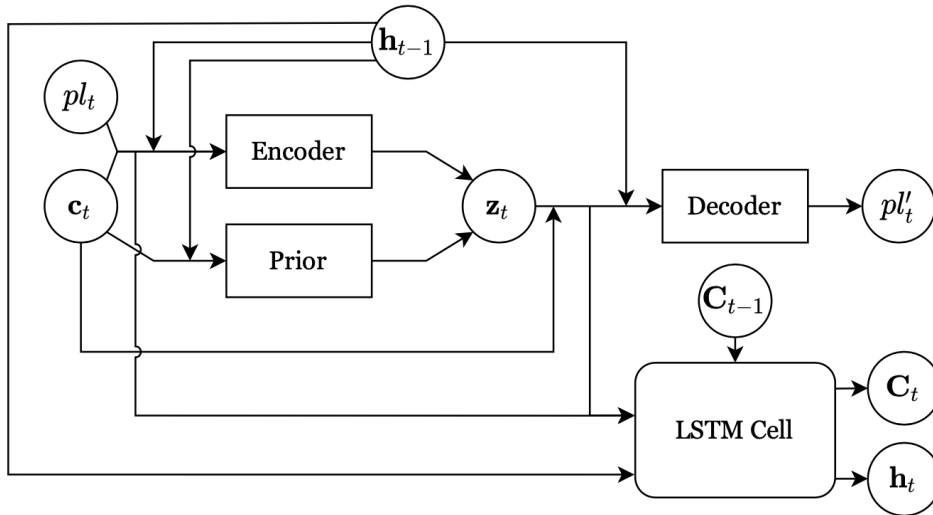 h_{t−1}
pl_t
Encoder
c_t
z_t
Decoder
pl′_t
Prior
C_{t−1}
C_t
LSTM Cell
h_t